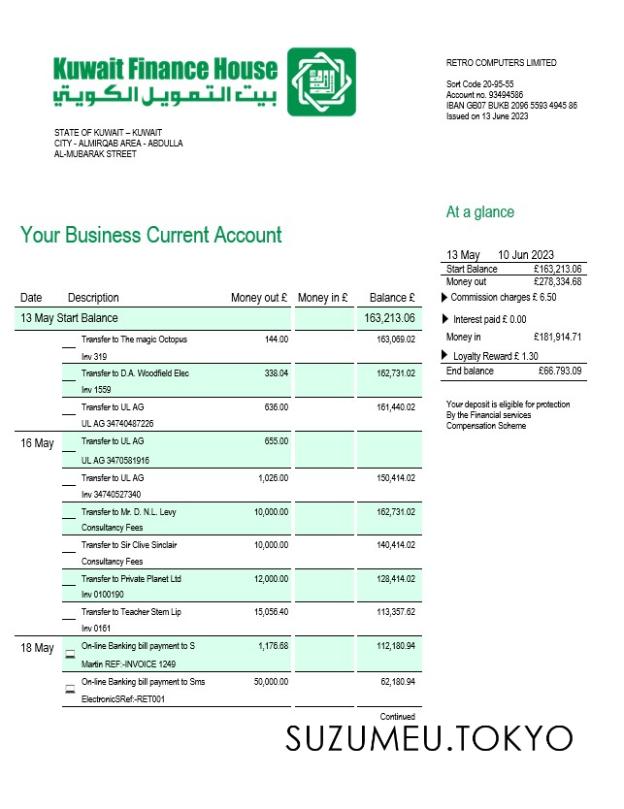 Kuwait Finance House
بيت التمويل الكويتي
STATE OF KUWAIT – KUWAIT
CITY - ALMIRQAB AREA - ABDULLA
AL-MUBARAK STREET
RETRO COMPUTERS LIMITED
Sort Code 20-95-55
Account no. 93494586
IBAN GB07 BUKB 2096 5593 4945 86
Issued on 13 June 2023
Your Business Current Account
At a glance
13 May 10 Jun 2023
Start Balance £163,213.06
Money out £278,334.68
Commission charges £ 6.50
Interest paid £ 0.00
Money in £181,914.71
Loyalty Reward £ 1.30
End balance £66,793.09
Your deposit is eligible for protection
By the Financial services
Compensation Scheme
Date Description Money out £ Money in £ Balance £
13 May Start Balance 163,213.06
Transfer to The magic Octopus 144.00 163,069.02
Inv 319
Transfer to D.A. Woodfield Elec 338.04 162,731.02
Inv 1559
Transfer to UL AG 636.00 161,440.02
UL AG 34740487226
16 May Transfer to UL AG 655.00
UL AG 3470581916
Transfer to UL AG 1,026.00 150,414.02
Inv 34740527340
Transfer to Mr. D. N.L. Levy 10,000.00 162,731.02
Consultancy Fees
Transfer to Sir Clive Sinclair 10,000.00 140,414.02
Consultancy Fees
Transfer to Private Planet Ltd 12,000.00 128,414.02
Inv 0100190
Transfer to Teacher Stem Lip 15,056.40 113,357.62
Inv 0161
18 May On-line Banking bill payment to S 1,176.68 112,180.94
Martin REF:-INVOICE 1249
On-line Banking bill payment to Sms 50,000.00 62,180.94
ElectronicSRef:-RET001
Continued
SUZUMEU.TOKYO